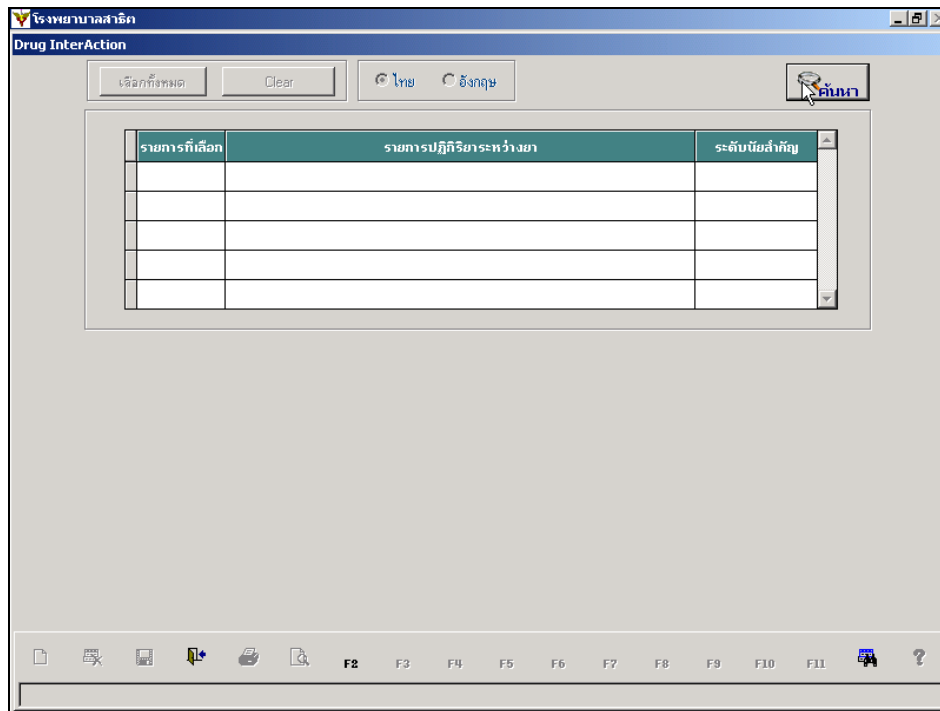 โรงพยาบาลสาธิต
Drug InterAction
เลือกทั้งหมด Clear ไทย อังกฤษ ค้นหา
รายการที่เลือก รายการปฏิกิริยาระหว่างยา ระดับนัยสำคัญ
F2 F3 F4 F5 F6 F7 F8 F9 F10 F11 ?